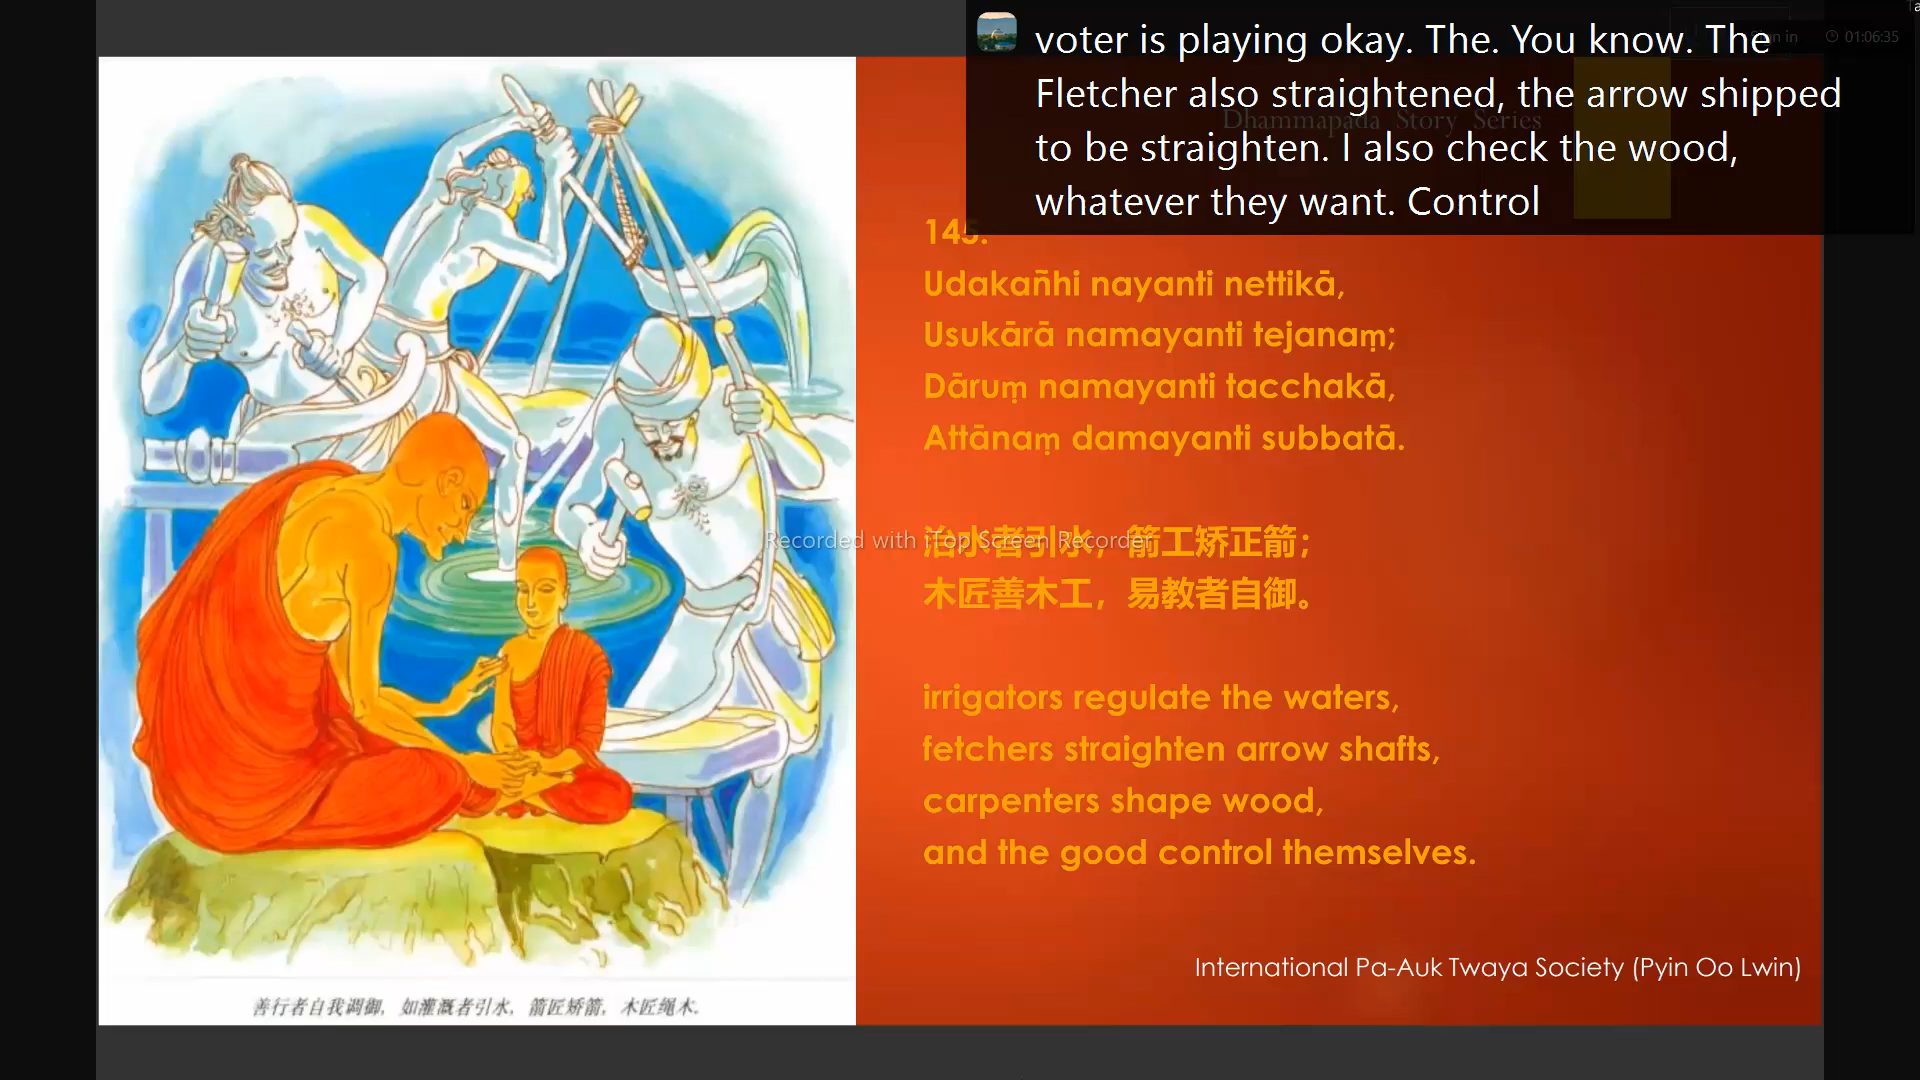 voter is playing okay. The. You know. The
Fletcher also straightened, the arrow shipped
to be straighten. I also check the wood,
whatever they want. Control
01:06:35
Dhammapada Story Series
145.
Udakañhi nayanti nettikā,
Usukārā namayanti tejanaṃ;
Dāruṃ namayanti tacchakā,
Attānaṃ damayanti subbatā.
治水者引水，箭工矫正箭；
木匠善木工，易教者自御。
Recorded with iTop Screen Recorder
irrigators regulate the waters,
fetchers straighten arrow shafts,
carpenters shape wood,
and the good control themselves.
International Pa-Auk Twaya Society (Pyin Oo Lwin)
善行者自我调御，如灌溉者引水，箭匠矫箭，木匠绳木.